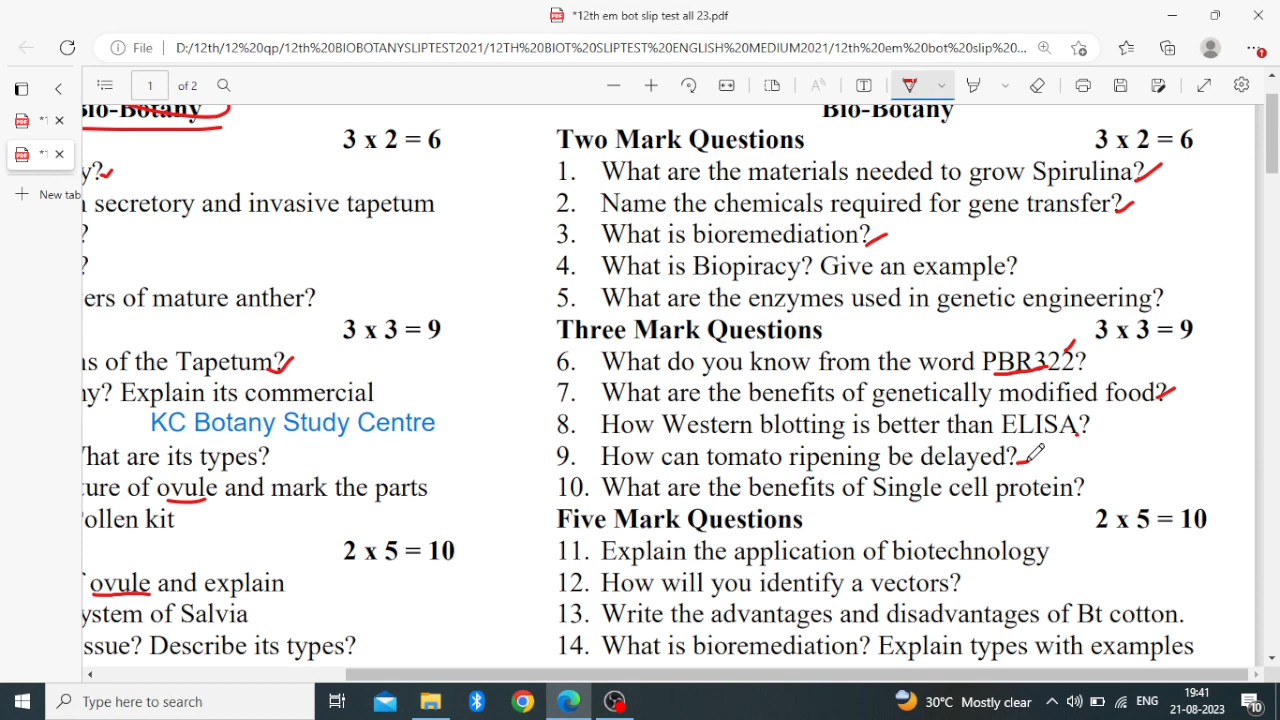 *12th em bot slip test all 23.pdf
File D:/12th/12%20qp/12th%20BIOBOTANYSLIPTEST2021/12TH%20BIOT%20SLIPTEST%20ENGLISH%20MEDIUM2021/12th%20em%20bot%20slip%20...
1 of 2
New tab
Bio-Botany
3 x 2 = 6
y?
secretory and invasive tapetum
?
?
ers of mature anther?
3 x 3 = 9
ns of the Tapetum?
ny? Explain its commercial
KC Botany Study Centre
What are its types?
ture of ovule and mark the parts
Pollen kit
2 x 5 = 10
ovule and explain
ystem of Salvia
issue? Describe its types?
Bio-Botany
Two Mark Questions 3 x 2 = 6
1. What are the materials needed to grow Spirulina?
2. Name the chemicals required for gene transfer?
3. What is bioremediation?
4. What is Biopiracy? Give an example?
5. What are the enzymes used in genetic engineering?
Three Mark Questions 3 x 3 = 9
6. What do you know from the word PBR322?
7. What are the benefits of genetically modified food?
8. How Western blotting is better than ELISA?
9. How can tomato ripening be delayed?
10. What are the benefits of Single cell protein?
Five Mark Questions 2 x 5 = 10
11. Explain the application of biotechnology
12. How will you identify a vectors?
13. Write the advantages and disadvantages of Bt cotton.
14. What is bioremediation? Explain types with examples
Type here to search
30°C Mostly clear
ENG
19:41
21-08-2023
10